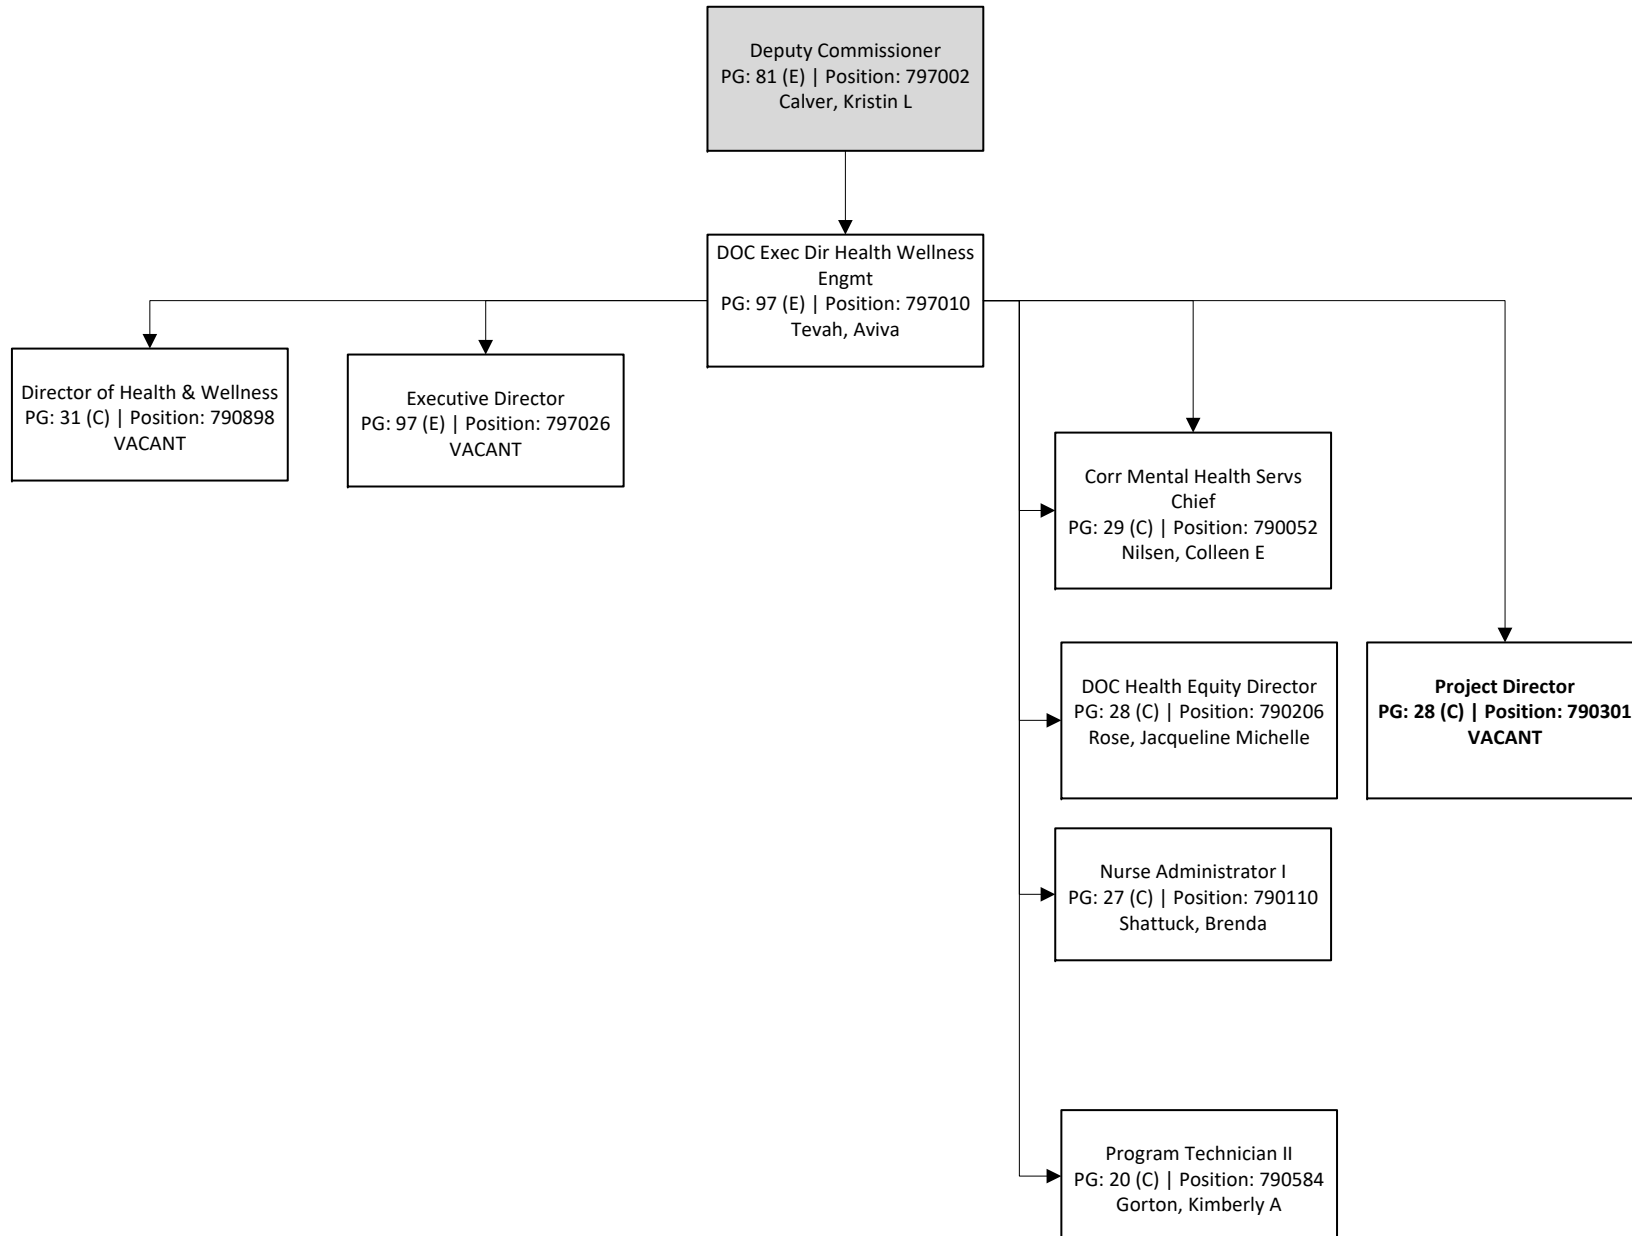 Deputy Commissioner
PG: 81 (E) | Position: 797002
Calver, Kristin L
DOC Exec Dir Health Wellness
Engmt
PG: 97 (E) | Position: 797010
Tevah, Aviva
Director of Health & Wellness
PG: 31 (C) | Position: 790898
VACANT
Executive Director
PG: 97 (E) | Position: 797026
VACANT
Corr Mental Health Servs
Chief
PG: 29 (C) | Position: 790052
Nilsen, Colleen E
DOC Health Equity Director
PG: 28 (C) | Position: 790206
Rose, Jacqueline Michelle
Project Director
PG: 28 (C) | Position: 790301
VACANT
Nurse Administrator I
PG: 27 (C) | Position: 790110
Shattuck, Brenda
Program Technician II
PG: 20 (C) | Position: 790584
Gorton, Kimberly A